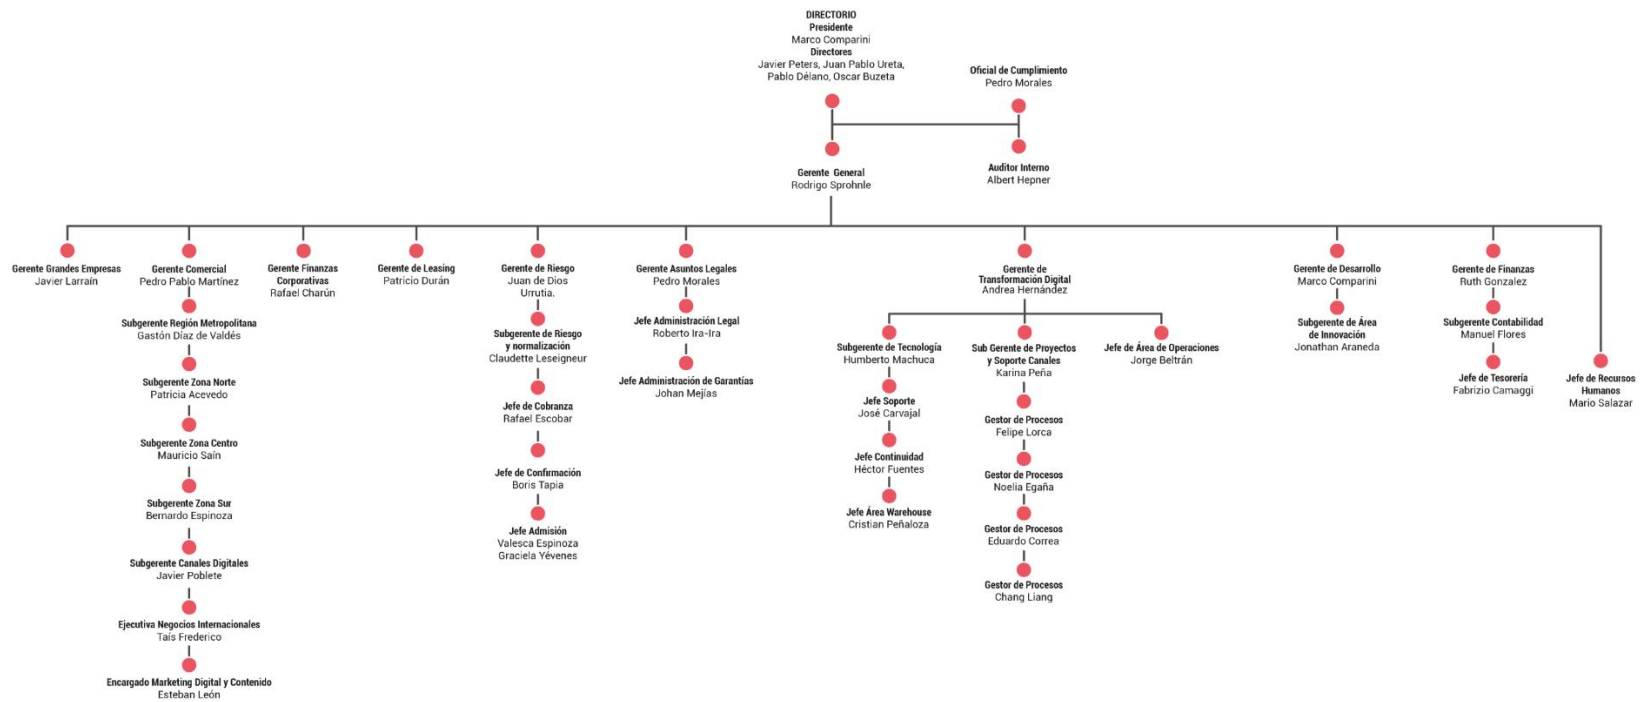 DIRECTORIO
Presidente
Marco Comparini
Directores
Javier Peters, Juan Pablo Ureta,
Pablo Délano, Oscar Buzeta
Oficial de Cumplimiento
Pedro Morales
Auditor Interno
Albert Hepner
Gerente General
Rodrigo Sprohnle
Gerente Grandes Empresas
Javier Larraín
Gerente Comercial
Pedro Pablo Martínez
Subgerente Región Metropolitana
Gastón Díaz de Valdés
Subgerente Zona Norte
Patricia Acevedo
Subgerente Zona Centro
Mauricio Saín
Subgerente Zona Sur
Bernardo Espinoza
Subgerente Canales Digitales
Javier Poblete
Ejecutiva Negocios Internacionales
Taís Frederico
Encargado Marketing Digital y Contenido
Esteban León
Gerente Finanzas
Corporativas
Rafael Charún
Gerente de Leasing
Patricio Durán
Gerente de Riesgo
Juan de Dios
Urrutia.
Subgerente de Riesgo
y normalización
Claudette Leseigneur
Jefe de Cobranza
Rafael Escobar
Jefe de Confirmación
Boris Tapia
Jefe Admisión
Valesca Espinoza
Graciela Yévenes
Gerente Asuntos Legales
Pedro Morales
Jefe Administración Legal
Roberto Ira-Ira
Jefe Administración de Garantías
Johan Mejías
Gerente de
Transformación Digital
Andrea Hernández
Subgerente de Tecnología
Humberto Machuca
Jefe Soporte
José Carvajal
Jefe Continuidad
Héctor Fuentes
Jefe Área Warehouse
Cristian Peñaloza
Sub Gerente de Proyectos
y Soporte Canales
Karina Peña
Gestor de Procesos
Felipe Lorca
Gestor de Procesos
Noelia Egaña
Gestor de Procesos
Eduardo Correa
Gestor de Procesos
Chang Liang
Jefe de Área de Operaciones
Jorge Beltrán
Gerente de Desarrollo
Marco Comparini
Subgerente de Área
de Innovación
Jonathan Araneda
Gerente de Finanzas
Ruth Gonzalez
Subgerente Contabilidad
Manuel Flores
Jefe de Tesorería
Fabrizio Camaggi
Jefe de Recursos
Humanos
Mario Salazar